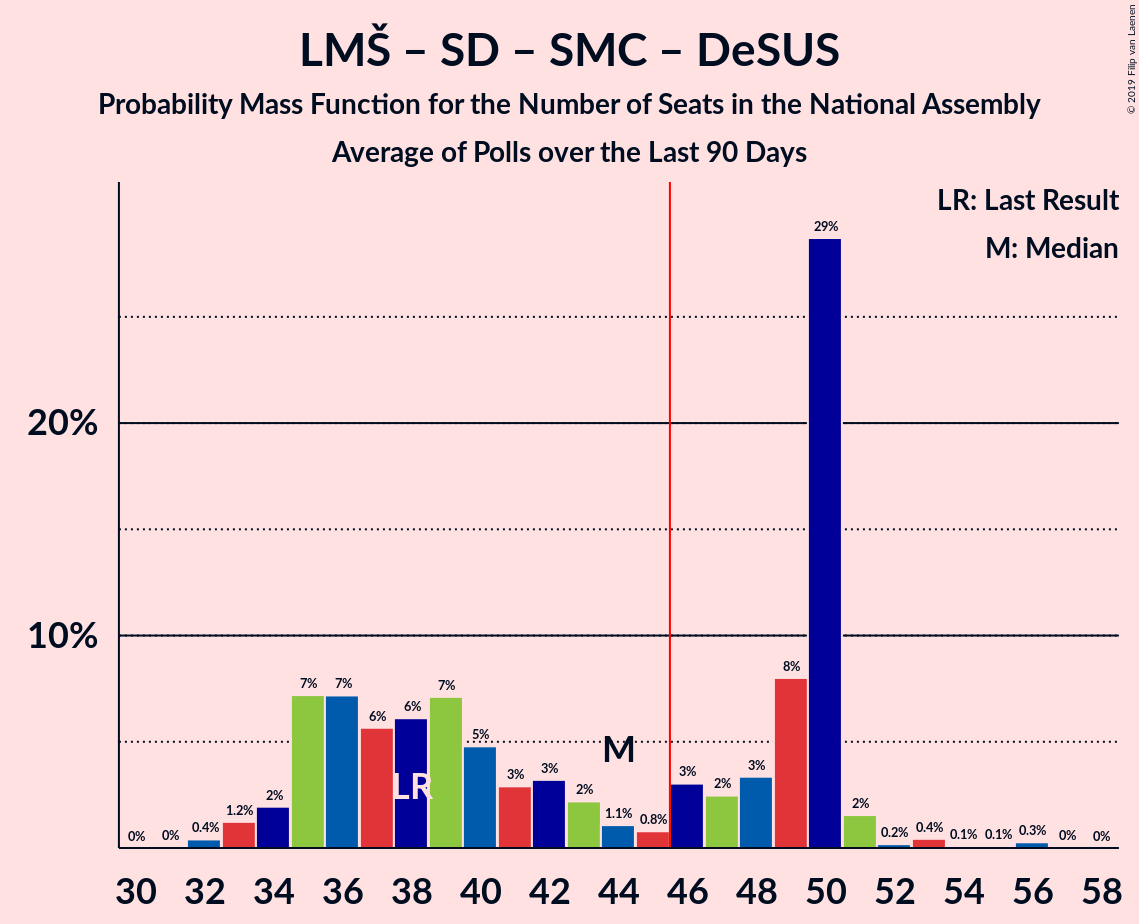 LMŠ – SD – SMC – DeSUS
Probability Mass Function for the Number of Seats in the National Assembly
Average of Polls over the Last 90 Days
© 2019 Filip van Laenen
LR: Last Result
M: Median
20%
10%
0% 0% 0.4% 1.2% 2% 7% 7% 6% 6% 7% 5% 3% 3% 2% 1.1% 0.8% 3% 2% 3% 8% 29% 2% 0.2% 0.4% 0.1% 0.1% 0.3% 0% 0%
LR
M
30 32 34 36 38 40 42 44 46 48 50 52 54 56 58